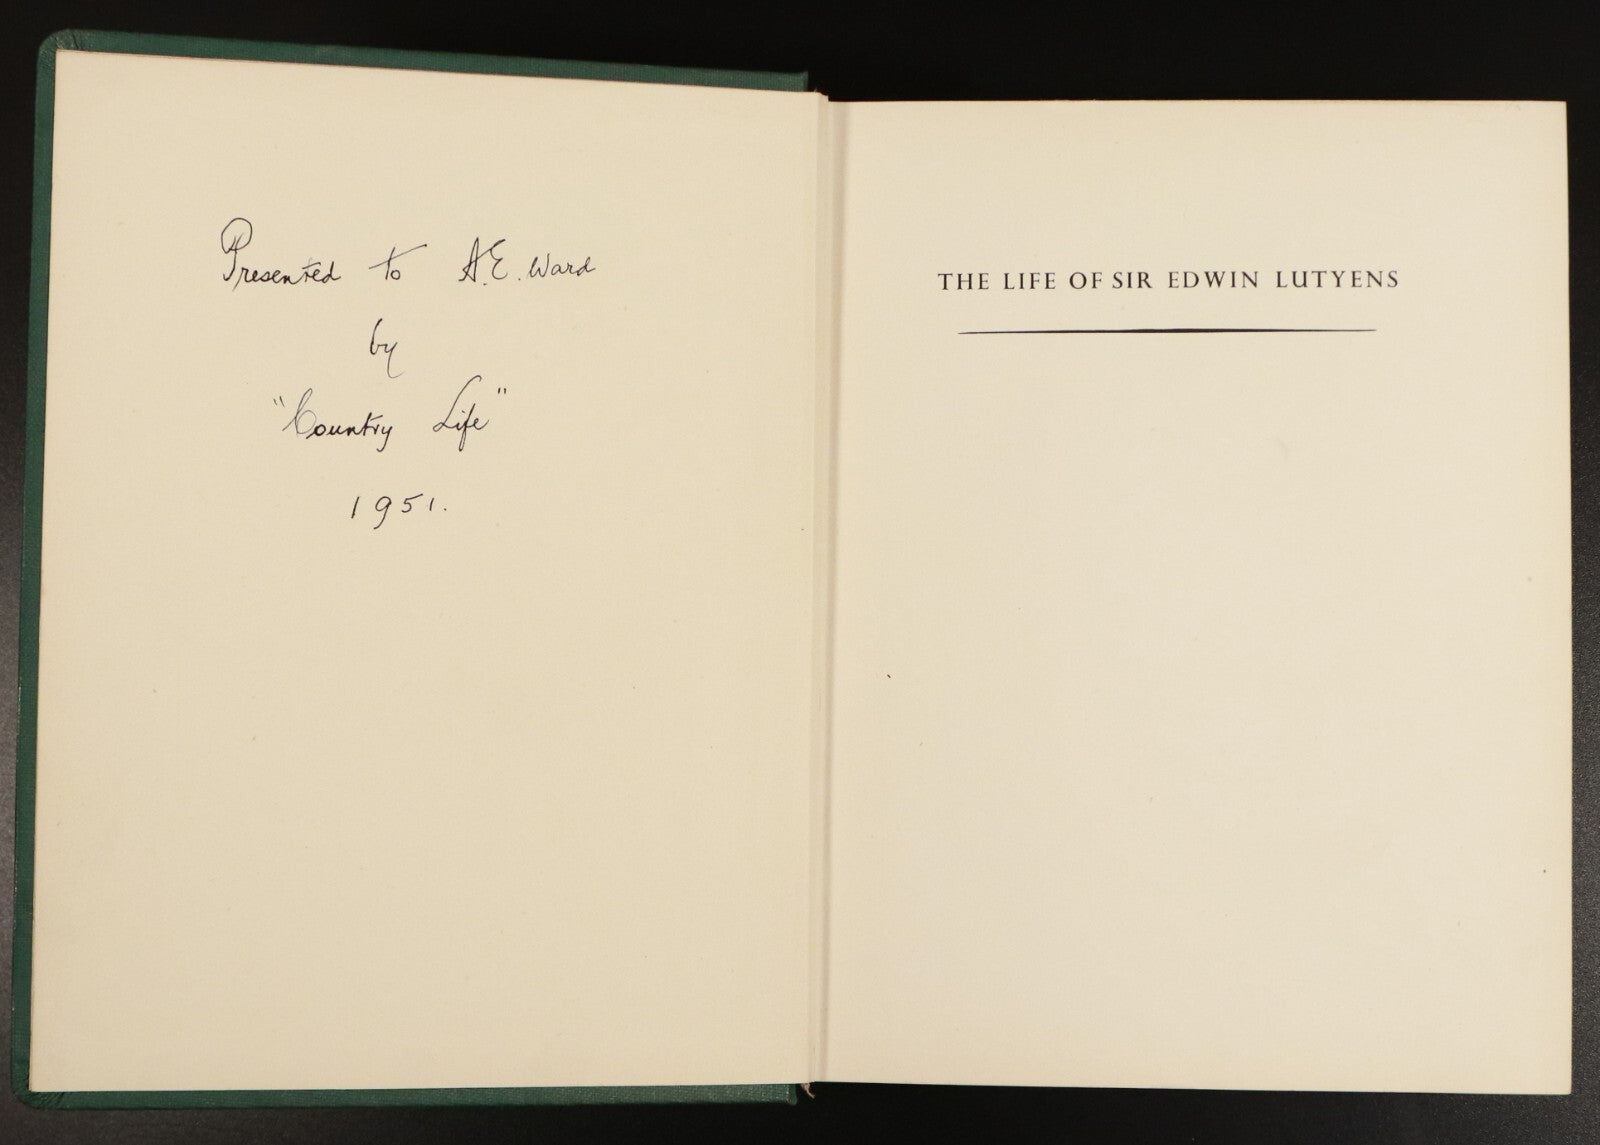 Presented to A.E. Ward
by
"Country Life"
1951.
THE LIFE OF SIR EDWIN LUTYENS